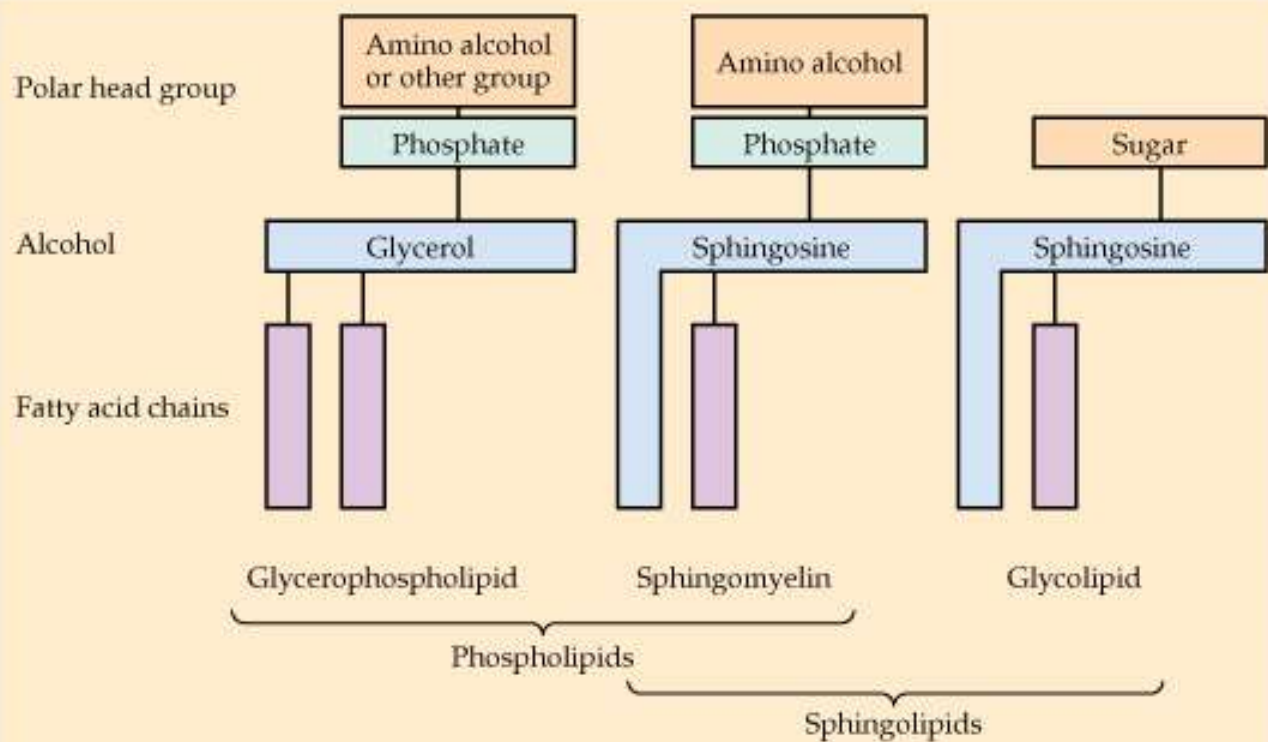 Amino alcohol
or other group
Amino alcohol
Polar head group
Phosphate
Phosphate
Sugar
Alcohol
Glycerol
Sphingosine
Sphingosine
Fatty acid chains
Glycerophospholipid
Sphingomyelin
Glycolipid
Phospholipids
Sphingolipids